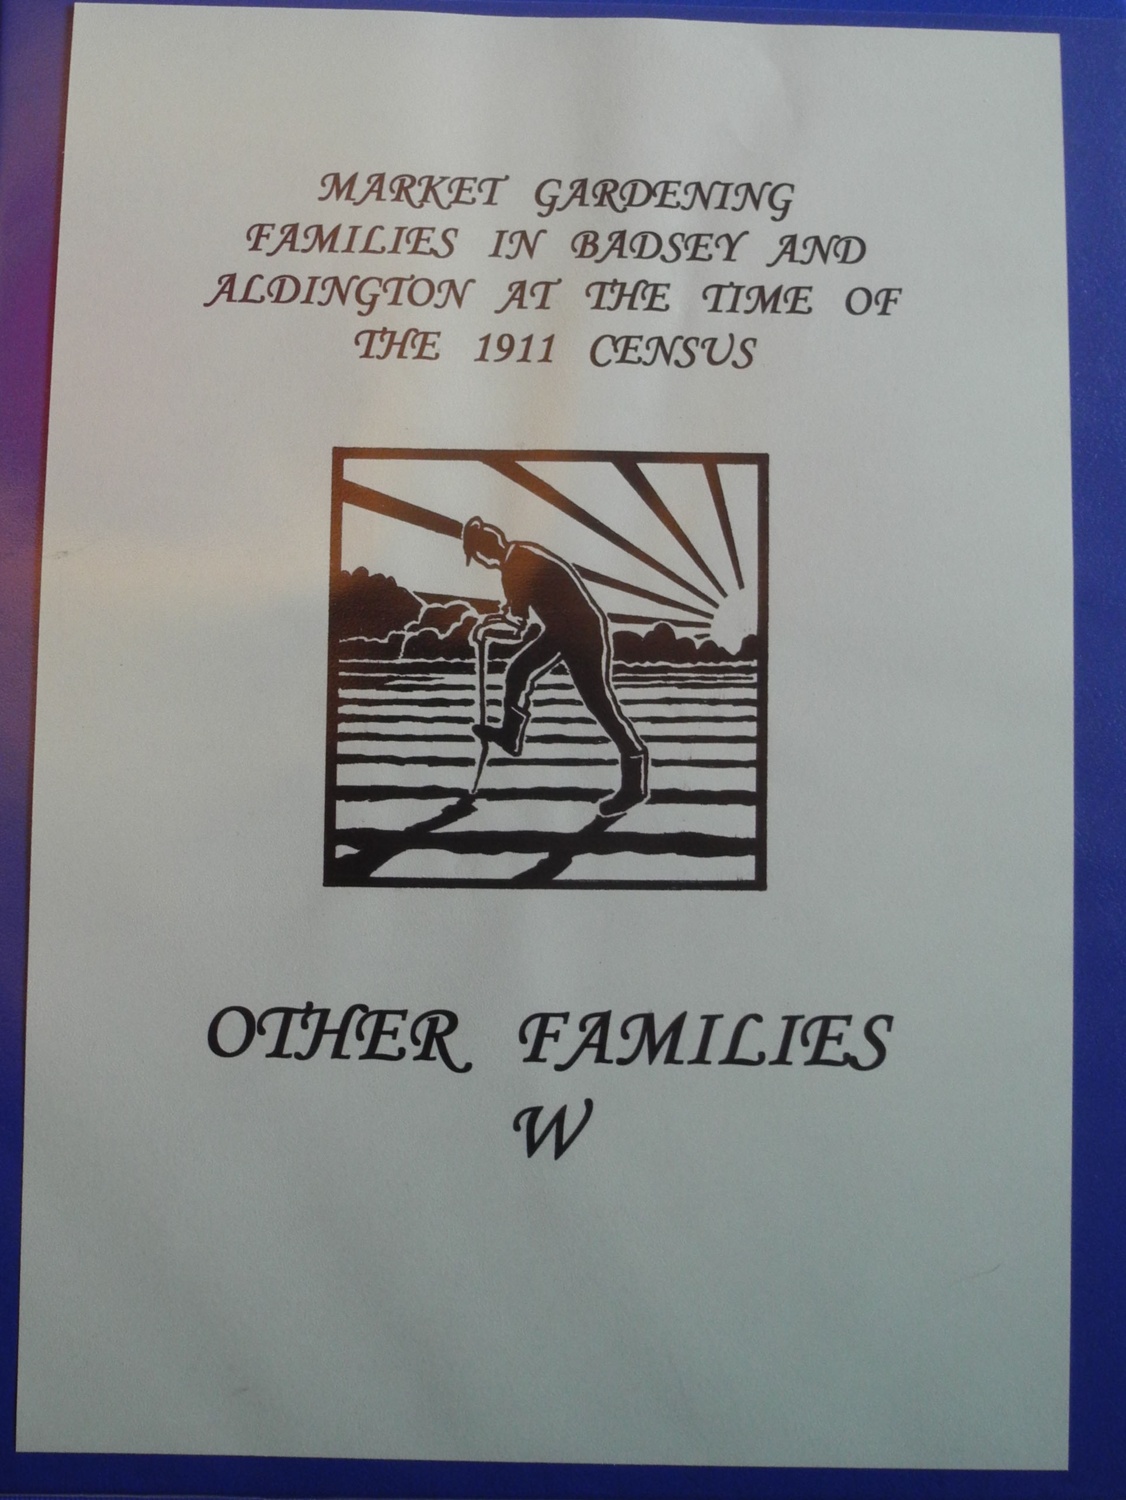 MARKET GARDENING
FAMILIES IN BADSEY AND
ALDINGTON AT THE TIME OF
THE 1911 CENSUS
OTHER FAMILIES
W